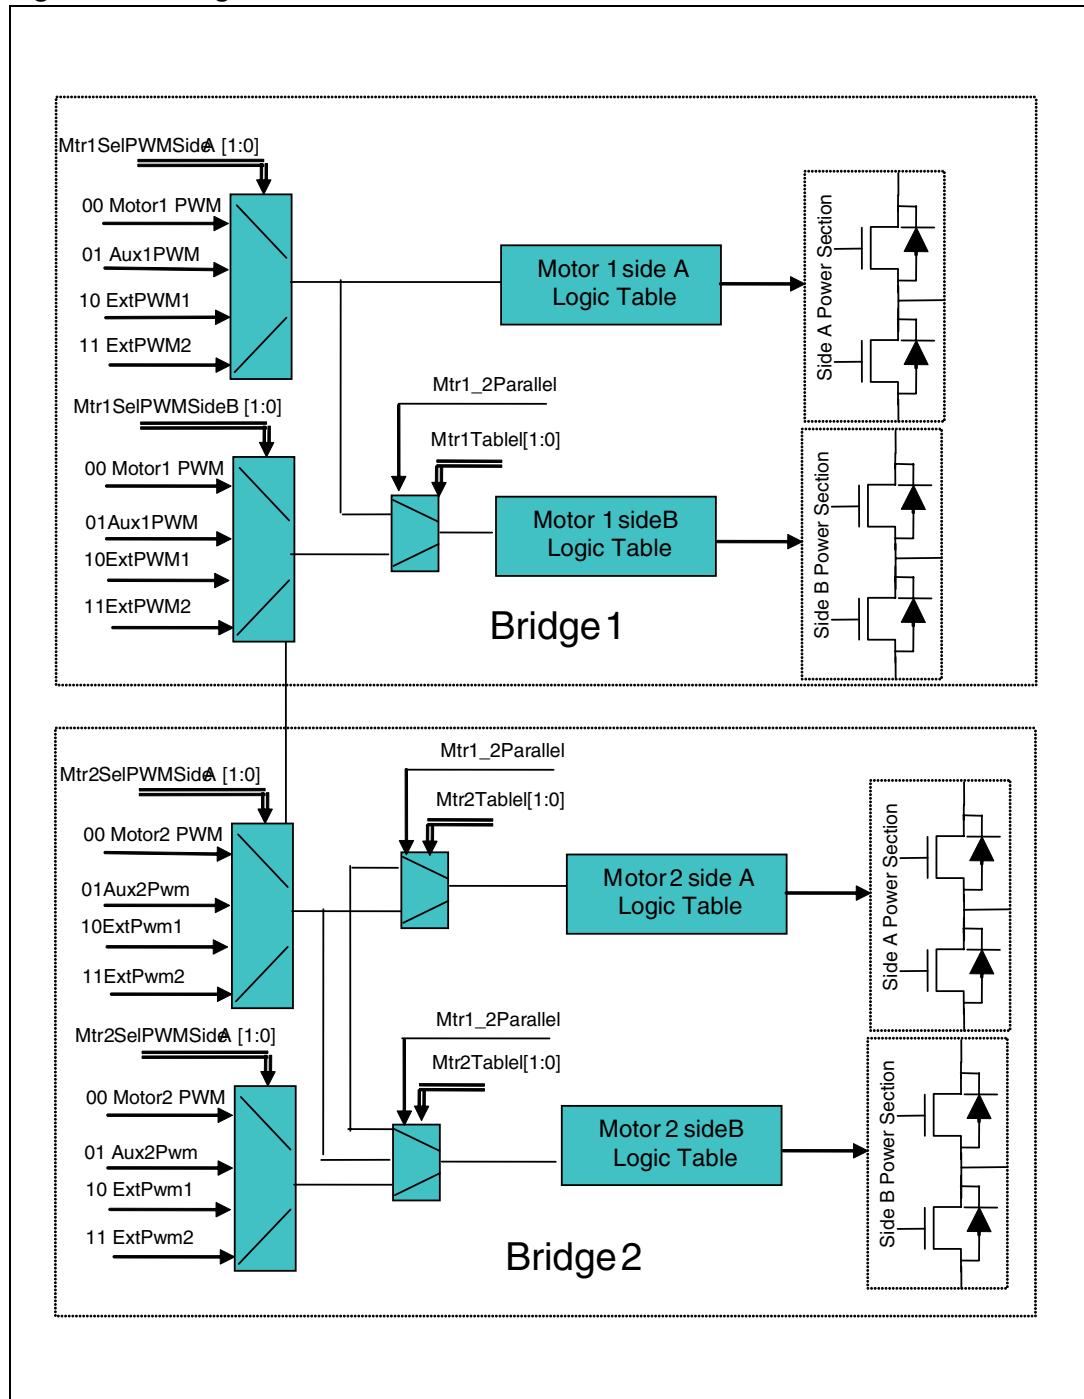 Mtr1SelPWMSideA [1:0]
00 Motor1 PWM
01 Aux1PWM
10 ExtPWM1
11 ExtPWM2
Motor 1 side A
Logic Table
Side A Power Section
Mtr1_2Parallel
Mtr1TableI[1:0]
Mtr1SelPWMSideB [1:0]
00 Motor1 PWM
01Aux1PWM
10ExtPWM1
11ExtPWM2
Motor 1 sideB
Logic Table
Side B Power Section
Bridge 1
Mtr2SelPWMSideA [1:0]
00 Motor2 PWM
01Aux2Pwm
10ExtPwm1
11ExtPwm2
Mtr1_2Parallel
Mtr2TableI[1:0]
Motor 2 side A
Logic Table
Side A Power Section
Mtr2SelPWMSideA [1:0]
00 Motor2 PWM
01 Aux2Pwm
10 ExtPwm1
11 ExtPwm2
Mtr1_2Parallel
Mtr2TableI[1:0]
Motor 2 sideB
Logic Table
Side B Power Section
Bridge 2